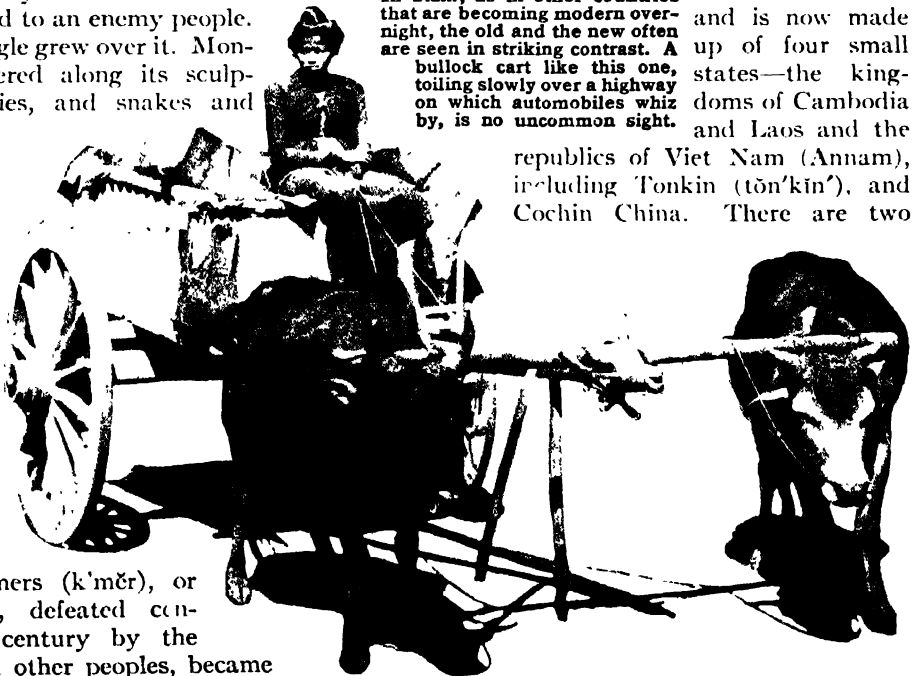 d to an enemy people.
gle grew over it. Mon-
ered along its sculp-
ies, and snakes and
that are becoming modern over-
night, the old and the new often
are seen in striking contrast. A
bullock cart like this one,
toiling slowly over a highway
on which automobiles whiz
by, is no uncommon sight.
and is now made
up of four small
states—the king-
doms of Cambodia
and Laos and the
republics of Viet Nam (Annam),
including Tonkin (tŏn′kĭn′), and
Cochin China. There are two
mers (k'mĕr), or
, defeated cen-
century by the
other peoples, became